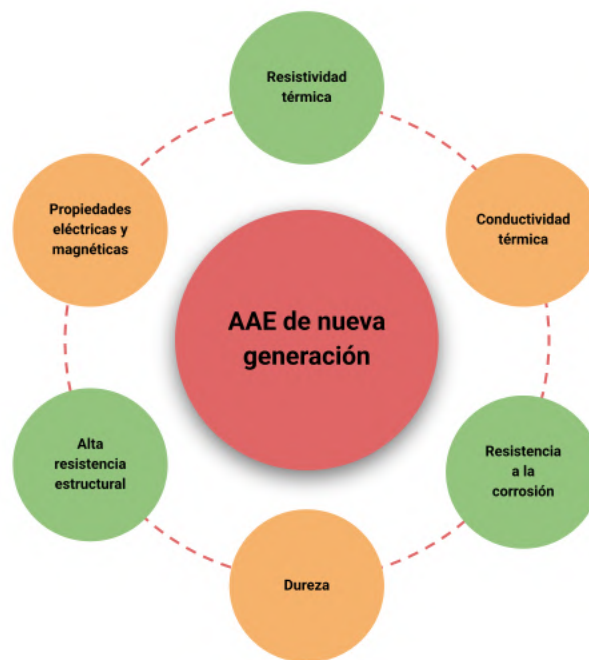 Resistividad
térmica
Propiedades
eléctricas y
magnéticas
Conductividad
térmica
AAE de nueva
generación
Alta
resistencia
estructural
Resistencia
a la
corrosión
Dureza